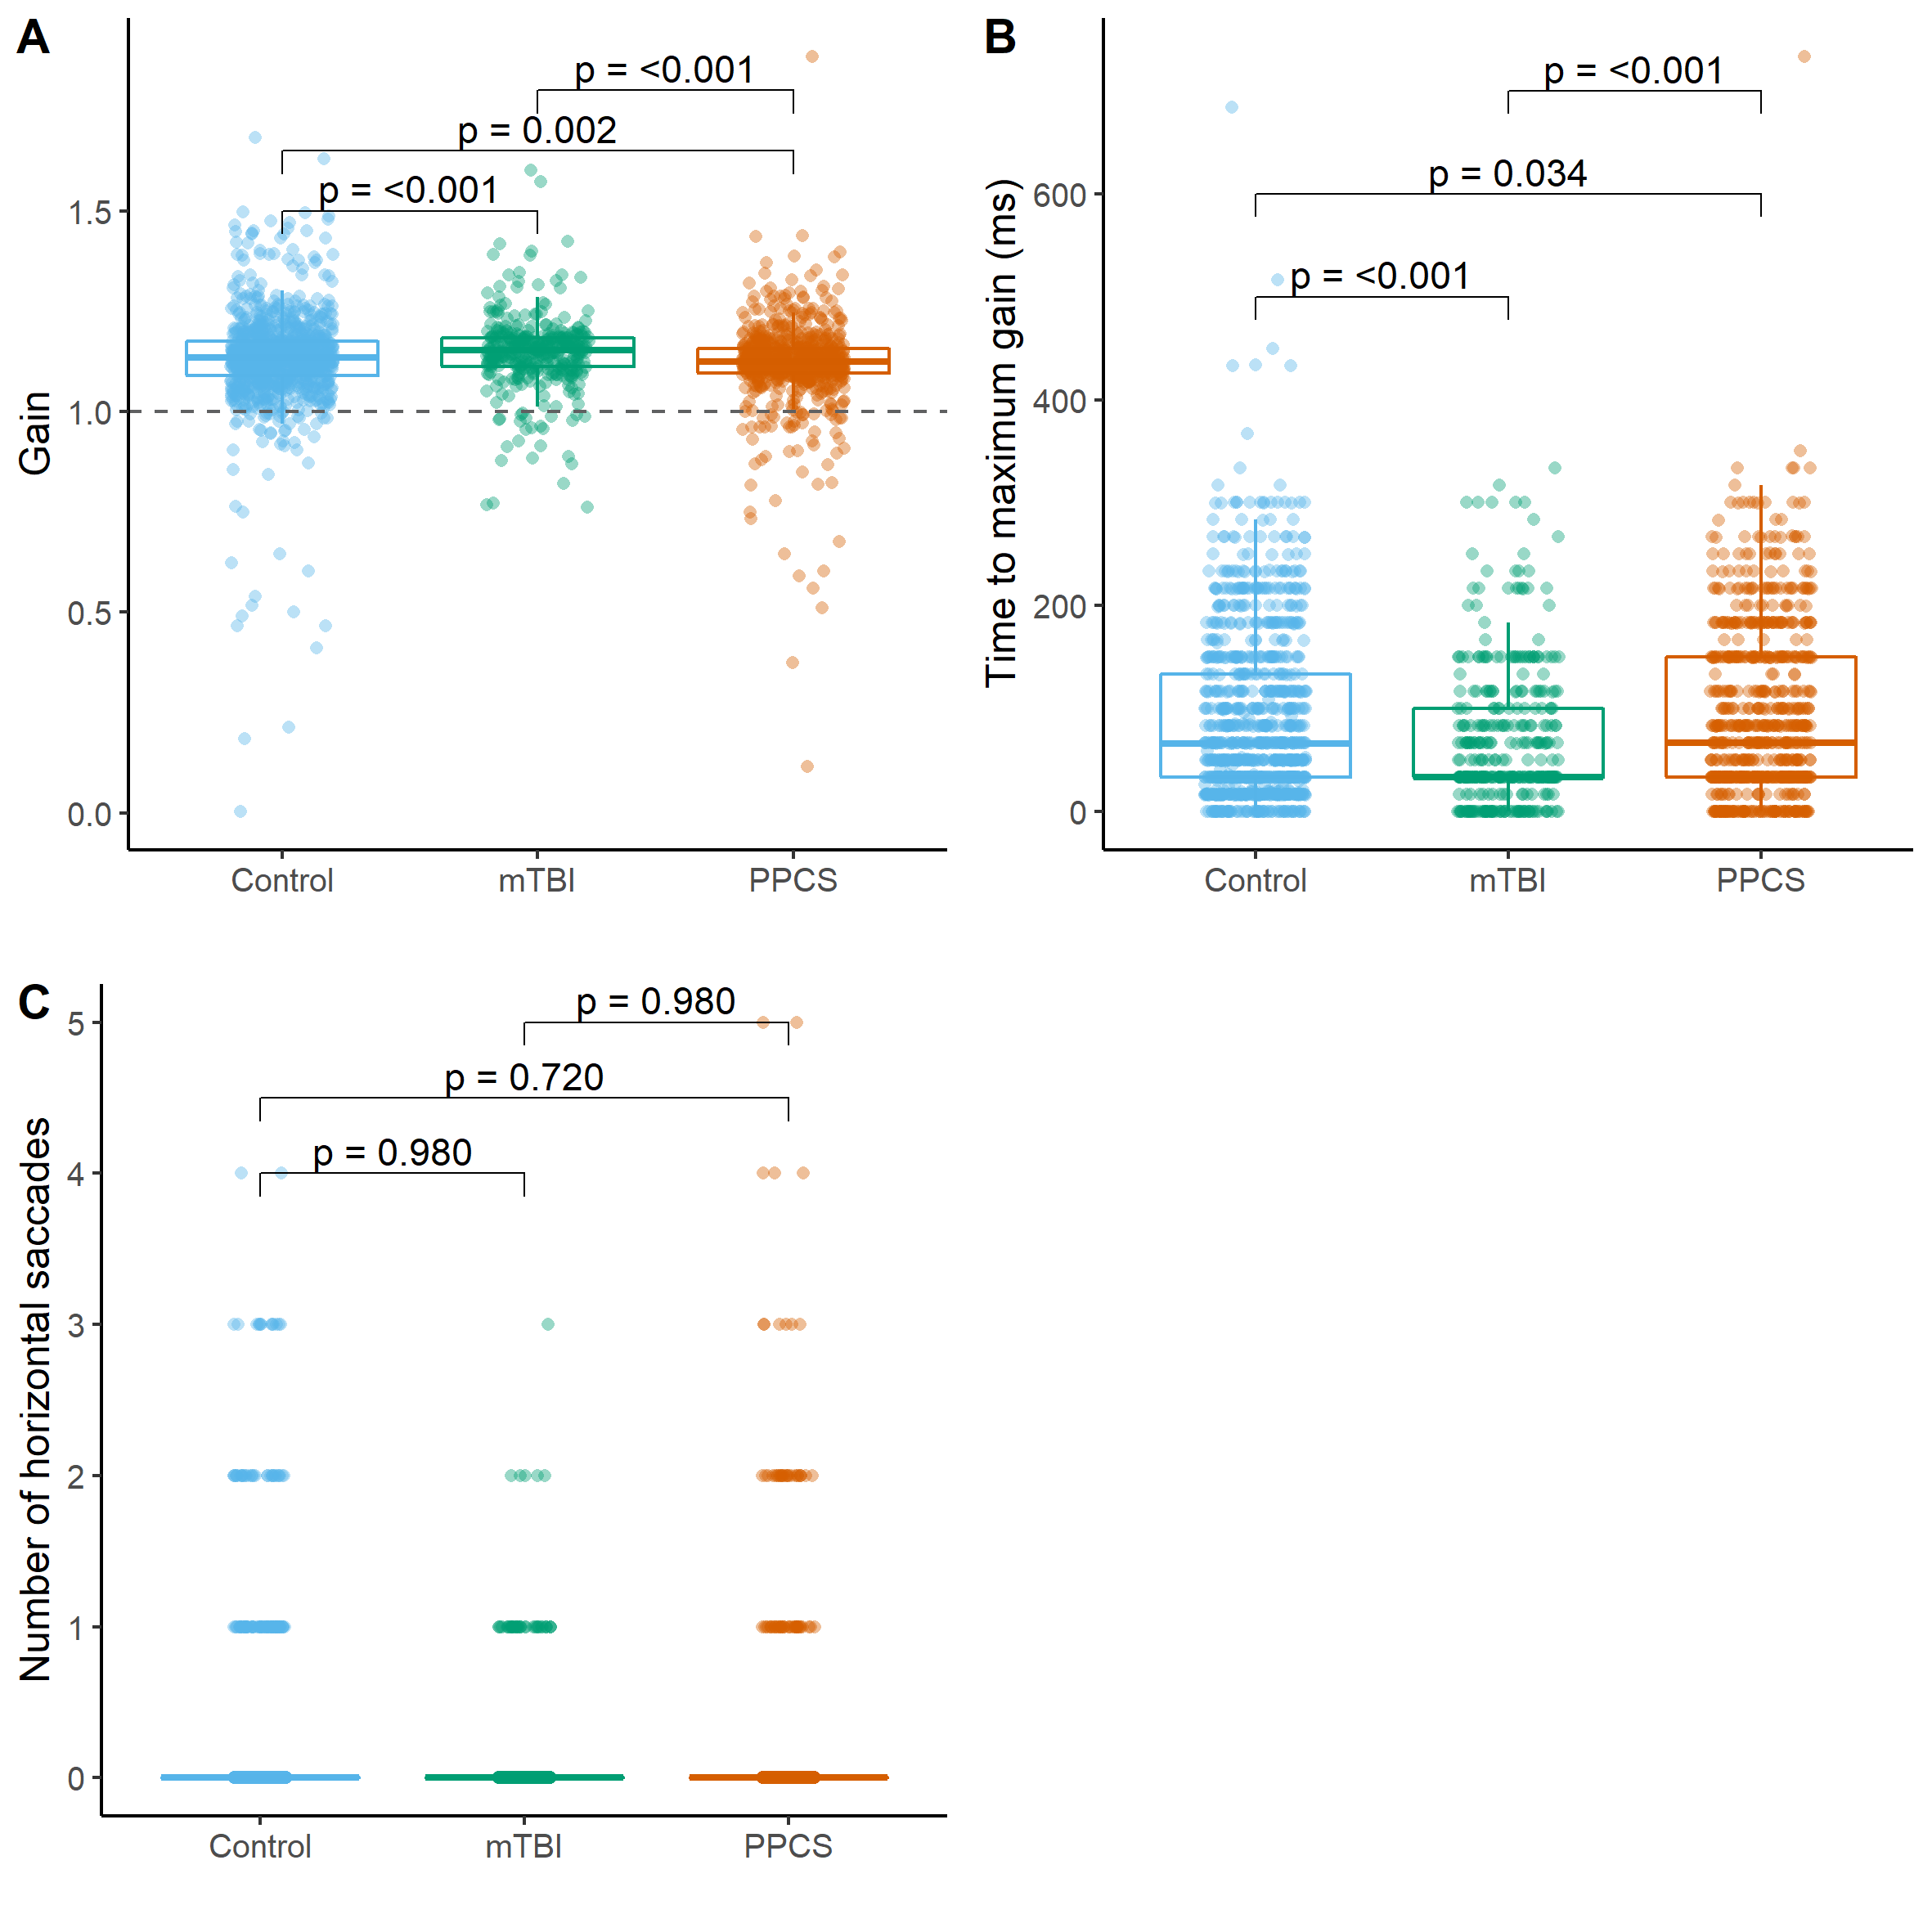 A
p = <0.001
p = 0.002
p = <0.001
Gain
1.5
1.0
0.5
0.0
Control mTBI PPCS
B
p = <0.001
p = 0.034
p = <0.001
Time to maximum gain (ms)
600
400
200
0
Control mTBI PPCS
C
p = 0.980
p = 0.720
p = 0.980
Number of horizontal saccades
5
4
3
2
1
0
Control mTBI PPCS